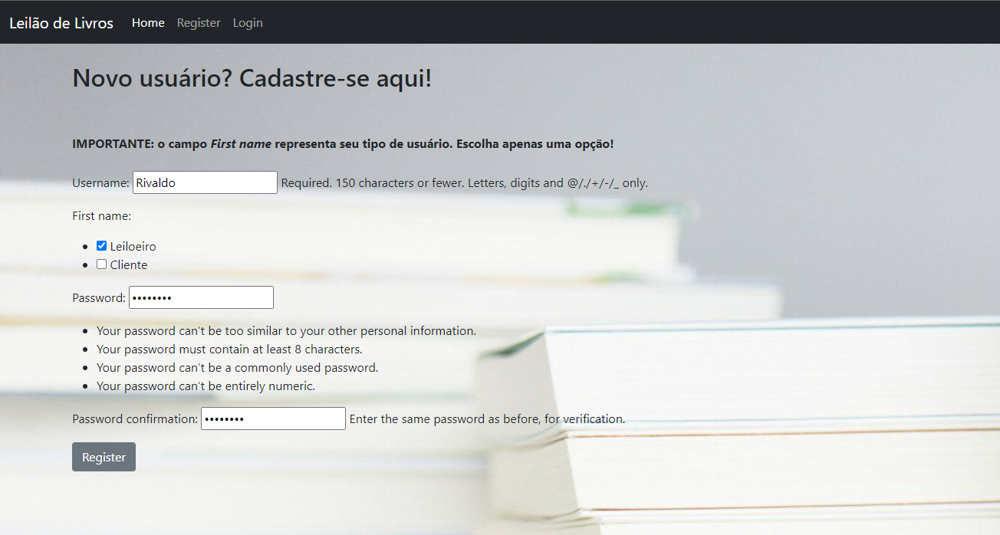 Leilão de Livros Home Register Login
Novo usuário? Cadastre-se aqui!
IMPORTANTE: o campo First name representa seu tipo de usuário. Escolha apenas uma opção!
Username: Rivaldo Required. 150 characters or fewer. Letters, digits and @/./+/-/_ only.
First name:
Leiloeiro
Cliente
Password: ••••••••
Your password can't be too similar to your other personal information.
Your password must contain at least 8 characters.
Your password can't be a commonly used password.
Your password can't be entirely numeric.
Password confirmation: •••••••• Enter the same password as before, for verification.
Register